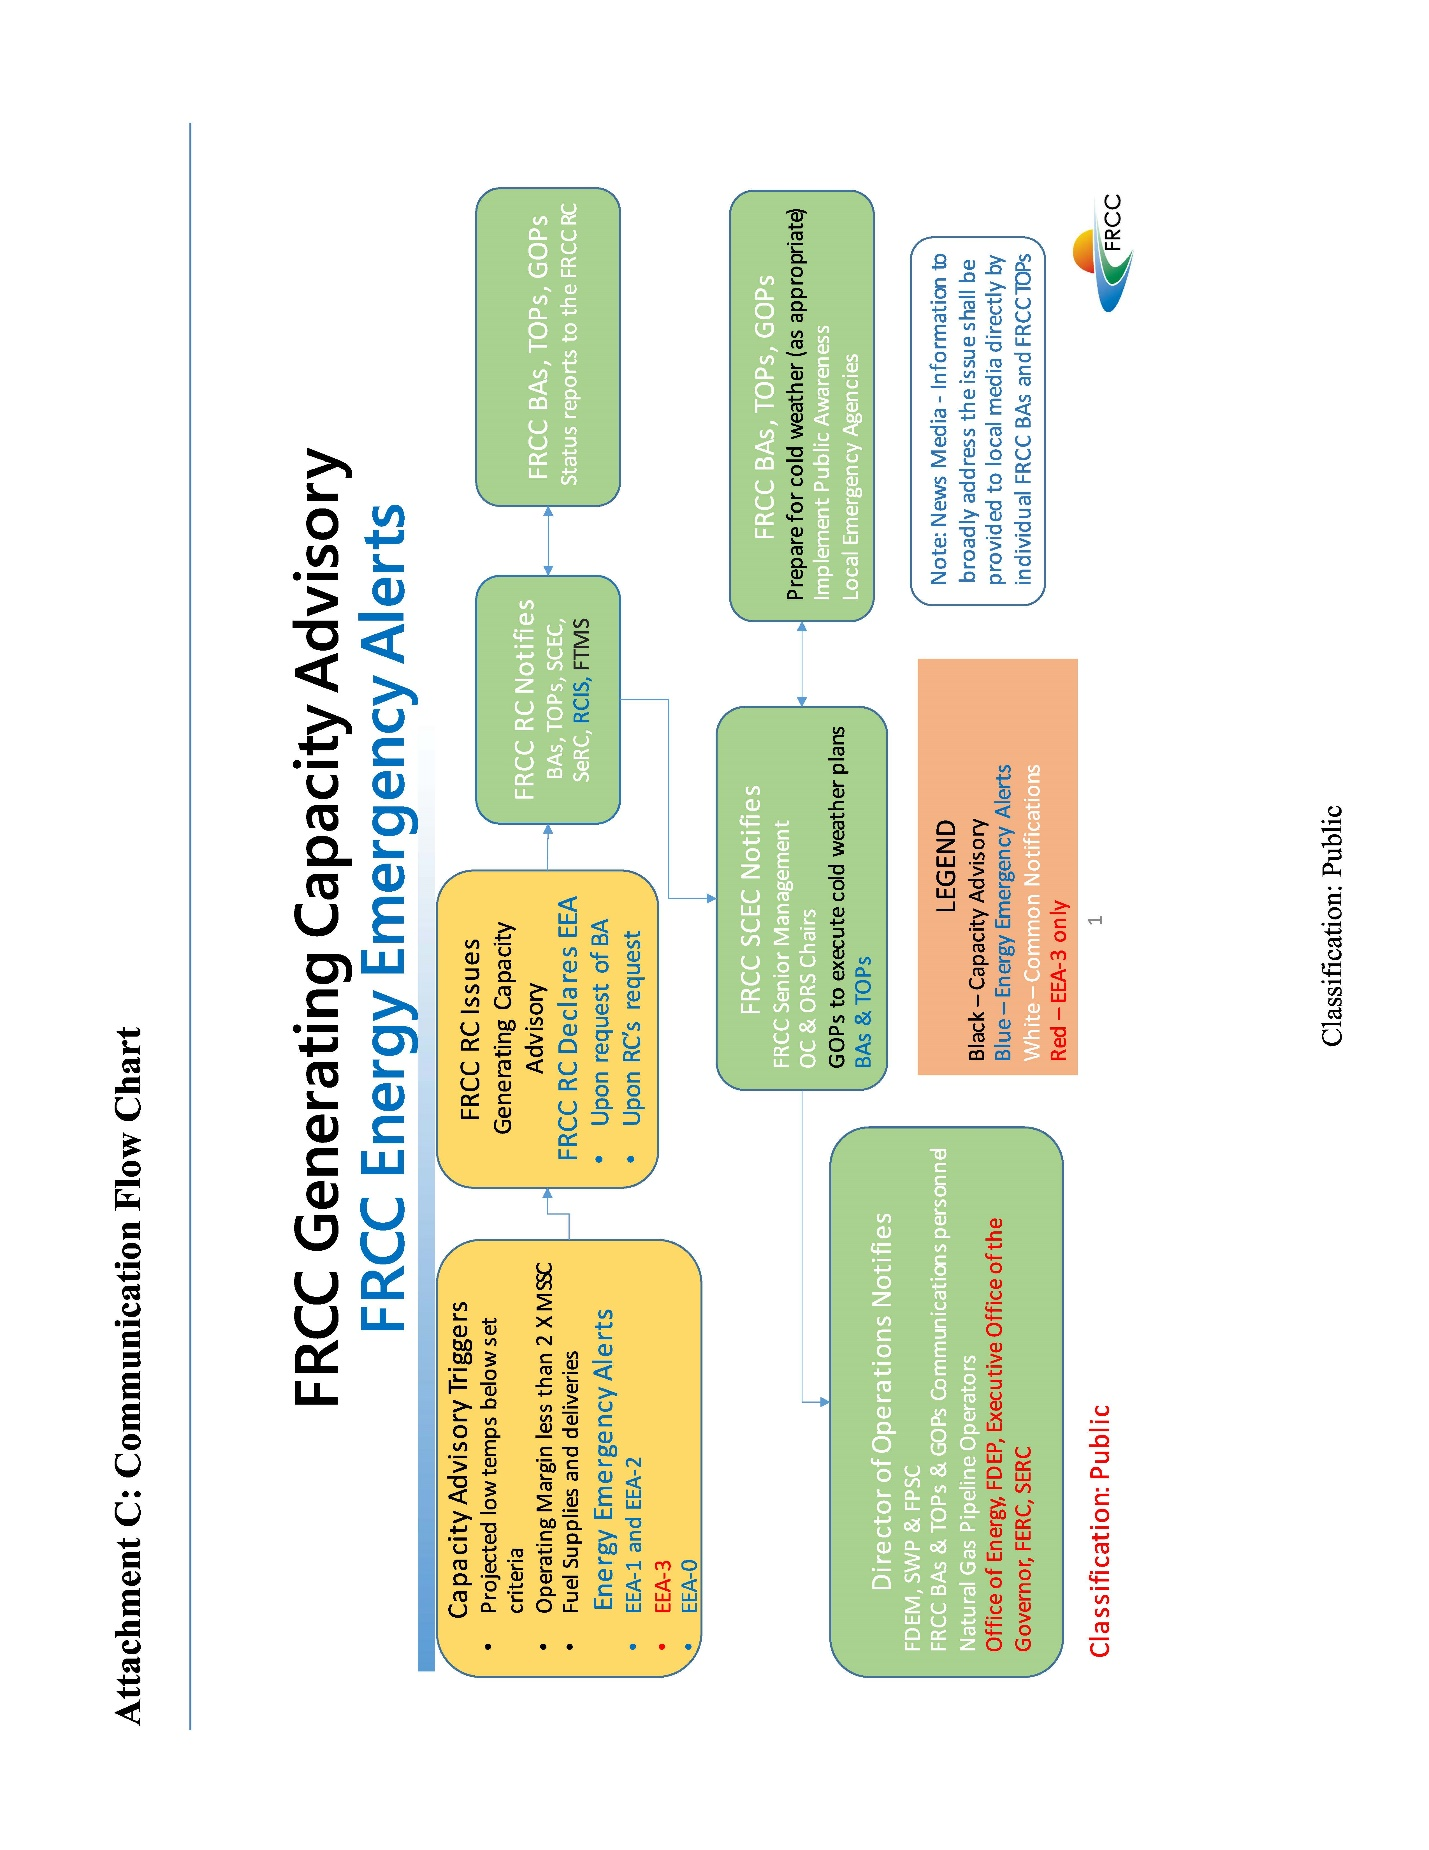 Attachment C: Communication Flow Chart
FRCC Generating Capacity Advisory
FRCC Energy Emergency Alerts
Capacity Advisory Triggers
• Projected low temps below set
criteria
• Operating Margin less than 2 X MSSC
• Fuel Supplies and deliveries
Energy Emergency Alerts
• EEA-1 and EEA-2
• EEA-3
• EEA-0
FRCC RC Issues
Generating Capacity
Advisory
FRCC RC Declares EEA
• Upon request of BA
• Upon RC's request
FRCC RC Notifies
BAs, TOPs, SCEC,
SeRC, RCIS, FTMS
FRCC BAs, TOPs, GOPs
Status reports to the FRCC RC
Director of Operations Notifies
FDEM, SWP & FPSC
FRCC BAs & TOPs & GOPs Communications personnel
Natural Gas Pipeline Operators
Office of Energy, FDEP, Executive Office of the
Governor, FERC, SERC
FRCC SCEC Notifies
FRCC Senior Management
OC & ORS Chairs
GOPs to execute cold weather plans
BAs & TOPs
FRCC BAs, TOPs, GOPs
Prepare for cold weather (as appropriate)
Implement Public Awareness
Local Emergency Agencies
LEGEND
Black – Capacity Advisory
Blue – Energy Emergency Alerts
White – Common Notifications
Red – EEA-3 only
Note: News Media - Information to
broadly address the issue shall be
provided to local media directly by
individual FRCC BAs and FRCC TOPs
Classification: Public
1
FRCC
Classification: Public